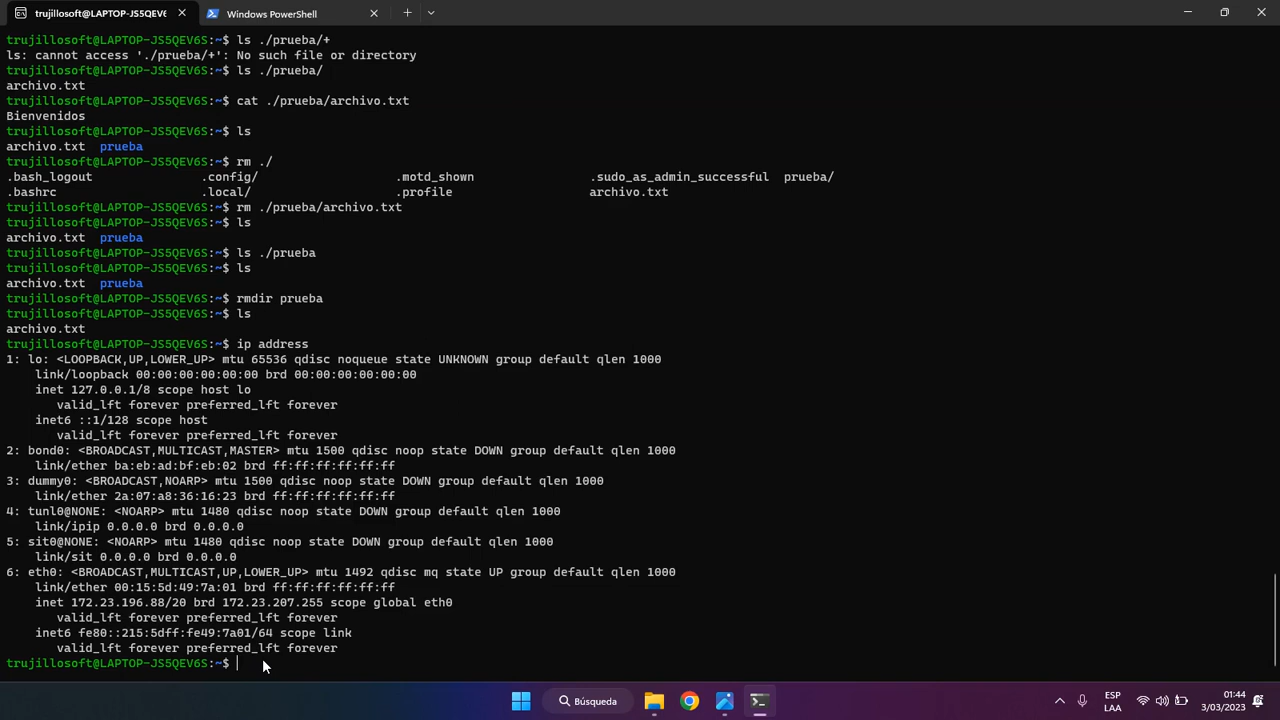 trujillosoft@LAPTOP-JS5QEV6S
Windows PowerShell
trujillosoft@LAPTOP-JS5QEV6S:~$ ls ./prueba/+
ls: cannot access './prueba/+': No such file or directory
trujillosoft@LAPTOP-JS5QEV6S:~$ ls ./prueba/
archivo.txt
trujillosoft@LAPTOP-JS5QEV6S:~$ cat ./prueba/archivo.txt
Bienvenidos
trujillosoft@LAPTOP-JS5QEV6S:~$ ls
archivo.txt  prueba
trujillosoft@LAPTOP-JS5QEV6S:~$ rm ./
.bash_logout .config/ .motd_shown .sudo_as_admin_successful prueba/
.bashrc .local/ .profile archivo.txt
trujillosoft@LAPTOP-JS5QEV6S:~$ rm ./prueba/archivo.txt
trujillosoft@LAPTOP-JS5QEV6S:~$ ls
archivo.txt  prueba
trujillosoft@LAPTOP-JS5QEV6S:~$ ls ./prueba
trujillosoft@LAPTOP-JS5QEV6S:~$ ls
archivo.txt  prueba
trujillosoft@LAPTOP-JS5QEV6S:~$ rmdir prueba
trujillosoft@LAPTOP-JS5QEV6S:~$ ls
archivo.txt
trujillosoft@LAPTOP-JS5QEV6S:~$ ip address
1: lo: <LOOPBACK,UP,LOWER_UP> mtu 65536 qdisc noqueue state UNKNOWN group default qlen 1000
link/loopback 00:00:00:00:00:00 brd 00:00:00:00:00:00
inet 127.0.0.1/8 scope host lo
valid_lft forever preferred_lft forever
inet6 ::1/128 scope host
valid_lft forever preferred_lft forever
2: bond0: <BROADCAST,MULTICAST,MASTER> mtu 1500 qdisc noop state DOWN group default qlen 1000
link/ether ba:eb:ad:bf:eb:02 brd ff:ff:ff:ff:ff:ff
3: dummy0: <BROADCAST,NOARP> mtu 1500 qdisc noop state DOWN group default qlen 1000
link/ether 2a:07:a8:36:16:23 brd ff:ff:ff:ff:ff:ff
4: tunl0@NONE: <NOARP> mtu 1480 qdisc noop state DOWN group default qlen 1000
link/ipip 0.0.0.0 brd 0.0.0.0
5: sit0@NONE: <NOARP> mtu 1480 qdisc noop state DOWN group default qlen 1000
link/sit 0.0.0.0 brd 0.0.0.0
6: eth0: <BROADCAST,MULTICAST,UP,LOWER_UP> mtu 1492 qdisc mq state UP group default qlen 1000
link/ether 00:15:5d:49:7a:01 brd ff:ff:ff:ff:ff:ff
inet 172.23.196.88/20 brd 172.23.207.255 scope global eth0
valid_lft forever preferred_lft forever
inet6 fe80::215:5dff:fe49:7a01/64 scope link
valid_lft forever preferred_lft forever
trujillosoft@LAPTOP-JS5QEV6S:~$
Búsqueda
ESP
LAA
01:44
3/03/2023